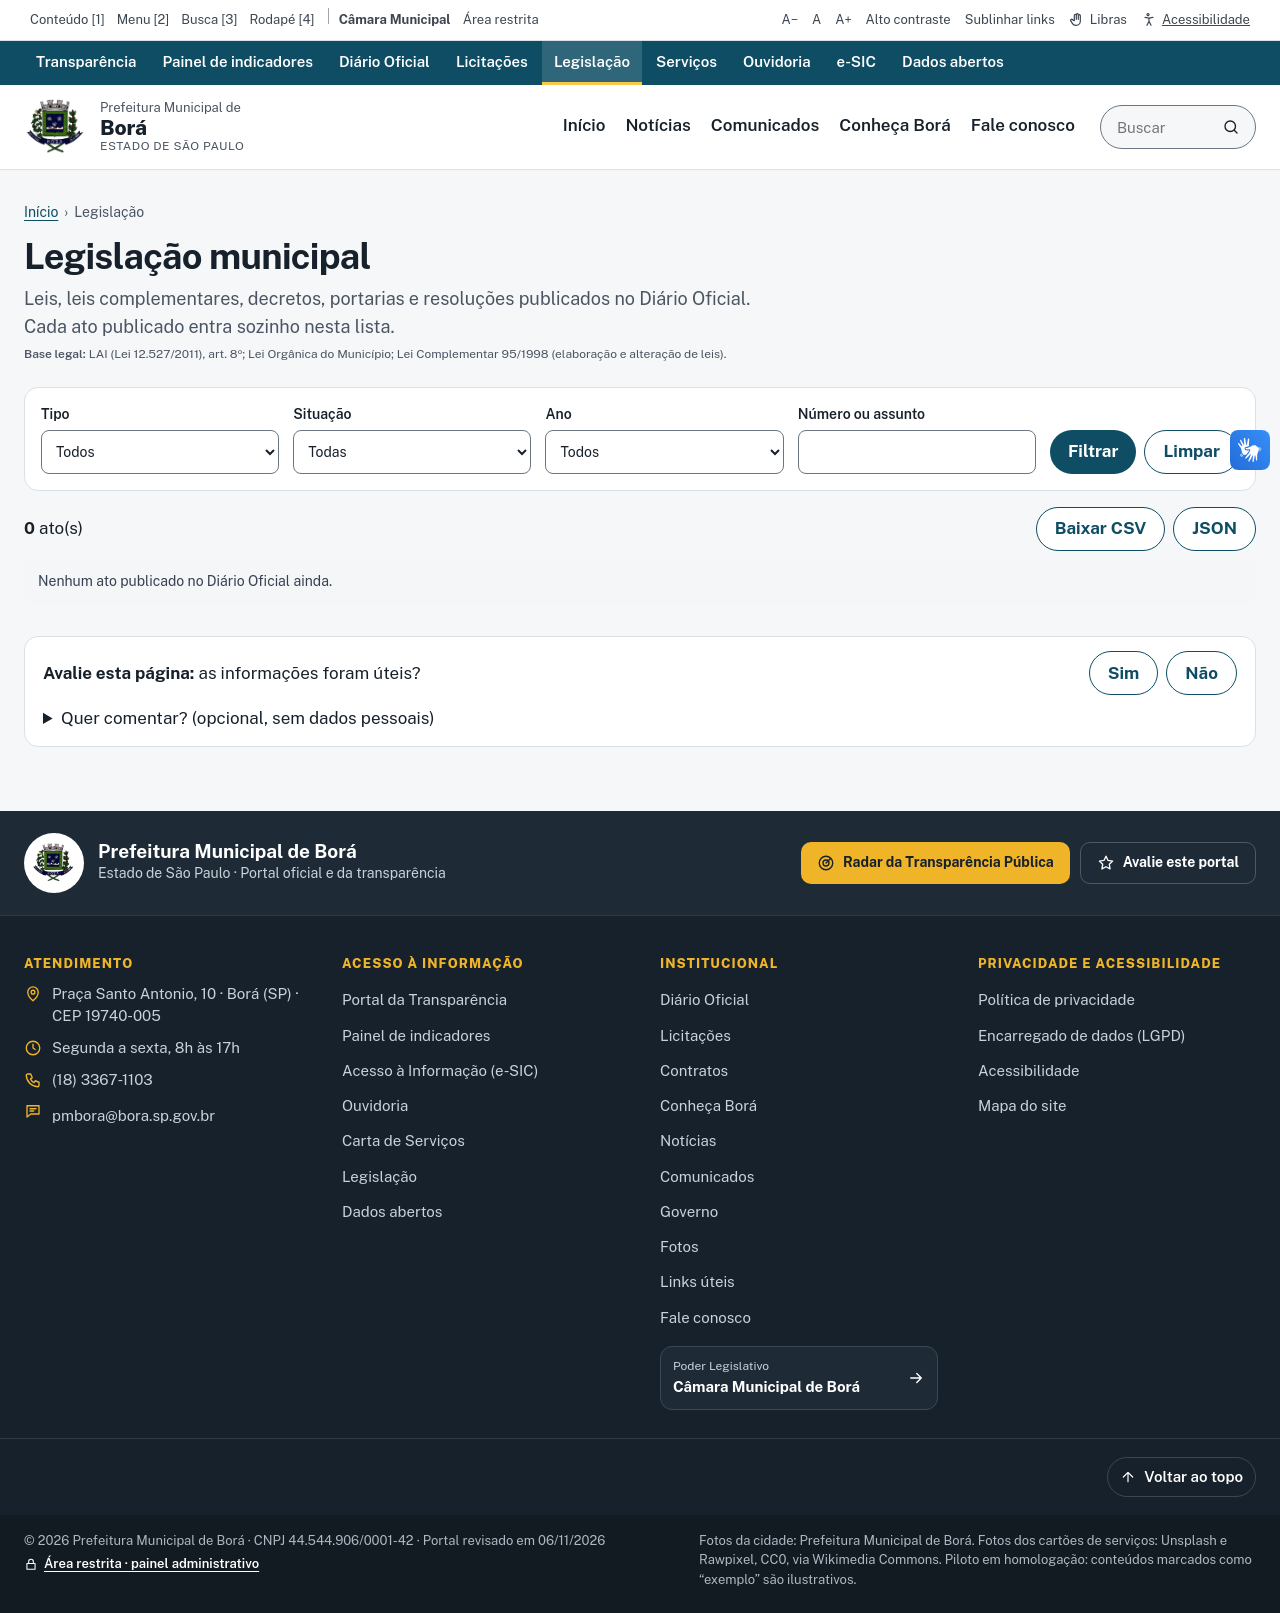 Conteúdo [1] Menu [2] Busca [3] Rodapé [4] Câmara Municipal Área restrita A− A A+ Alto contraste Sublinhar links Libras Acessibilidade
Transparência Painel de indicadores Diário Oficial Licitações Legislação Serviços Ouvidoria e-SIC Dados abertos
Prefeitura Municipal de
Borá
ESTADO DE SÃO PAULO
Início Notícias Comunicados Conheça Borá Fale conosco Buscar
Início › Legislação
Legislação municipal
Leis, leis complementares, decretos, portarias e resoluções publicados no Diário Oficial.
Cada ato publicado entra sozinho nesta lista.
Base legal: LAI (Lei 12.527/2011), art. 8º; Lei Orgânica do Município; Lei Complementar 95/1998 (elaboração e alteração de leis).
Tipo Situação Ano Número ou assunto
Todos Todas Todos Filtrar Limpar
0 ato(s) Baixar CSV JSON
Nenhum ato publicado no Diário Oficial ainda.
Avalie esta página: as informações foram úteis? Sim Não
Quer comentar? (opcional, sem dados pessoais)
Prefeitura Municipal de Borá
Estado de São Paulo · Portal oficial e da transparência
Radar da Transparência Pública Avalie este portal
ATENDIMENTO
Praça Santo Antonio, 10 · Borá (SP) ·
CEP 19740-005
Segunda a sexta, 8h às 17h
(18) 3367-1103
pmbora@bora.sp.gov.br
ACESSO À INFORMAÇÃO
Portal da Transparência
Painel de indicadores
Acesso à Informação (e-SIC)
Ouvidoria
Carta de Serviços
Legislação
Dados abertos
INSTITUCIONAL
Diário Oficial
Licitações
Contratos
Conheça Borá
Notícias
Comunicados
Governo
Fotos
Links úteis
Fale conosco
Poder Legislativo
Câmara Municipal de Borá
PRIVACIDADE E ACESSIBILIDADE
Política de privacidade
Encarregado de dados (LGPD)
Acessibilidade
Mapa do site
Voltar ao topo
© 2026 Prefeitura Municipal de Borá · CNPJ 44.544.906/0001-42 · Portal revisado em 06/11/2026
Área restrita · painel administrativo
Fotos da cidade: Prefeitura Municipal de Borá. Fotos dos cartões de serviços: Unsplash e
Rawpixel, CC0, via Wikimedia Commons. Piloto em homologação: conteúdos marcados como
“exemplo” são ilustrativos.